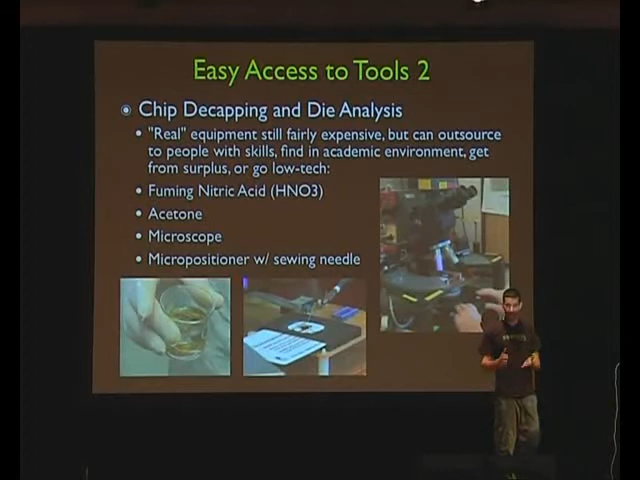 Easy Access to Tools 2
Chip Decapping and Die Analysis
"Real" equipment still fairly expensive, but can outsource
to people with skills, find in academic environment, get
from surplus, or go low-tech:
Fuming Nitric Acid (HNO3)
Acetone
Microscope
Micropositioner w/ sewing needle